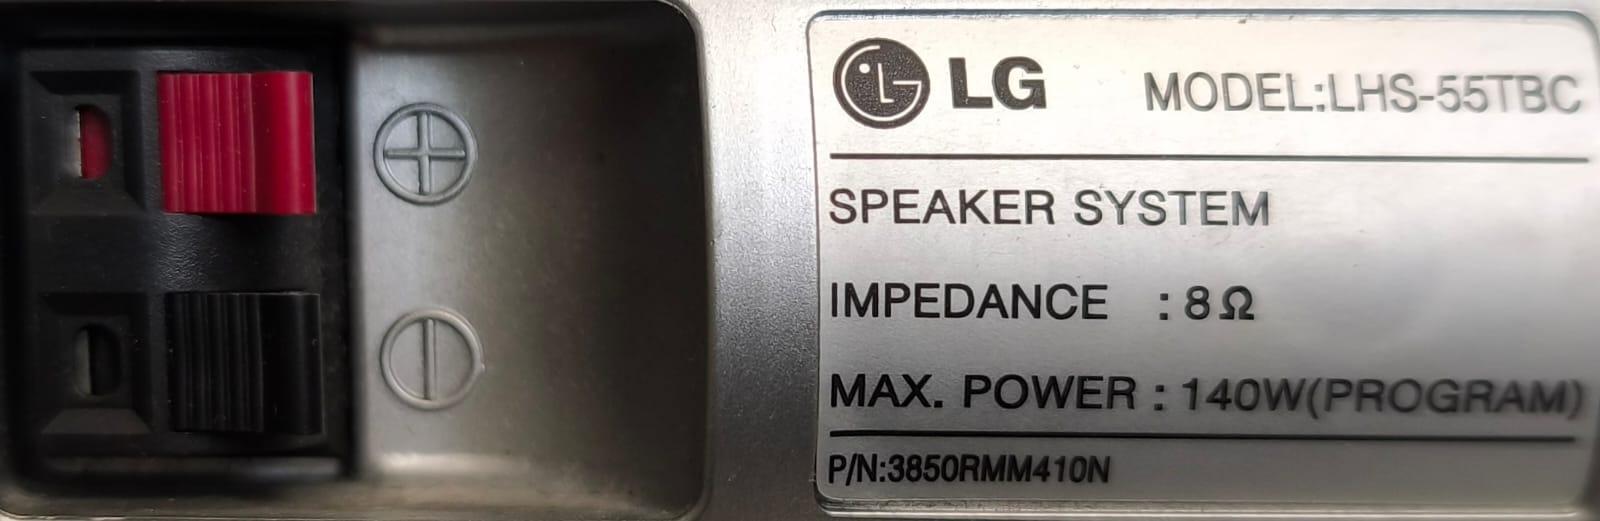 LG MODEL:LHS-55TBC
SPEAKER SYSTEM
IMPEDANCE : 8Ω
MAX. POWER : 140W(PROGRAM)
P/N:3850RMM410N